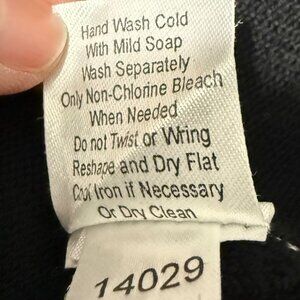 Hand Wash Cold
With Mild Soap
Wash Separately
Only Non-Chlorine Bleach
When Needed
Do not Twist or Wring
Reshape and Dry Flat
Cool Iron if Necessary
Or Dry Clean
14029